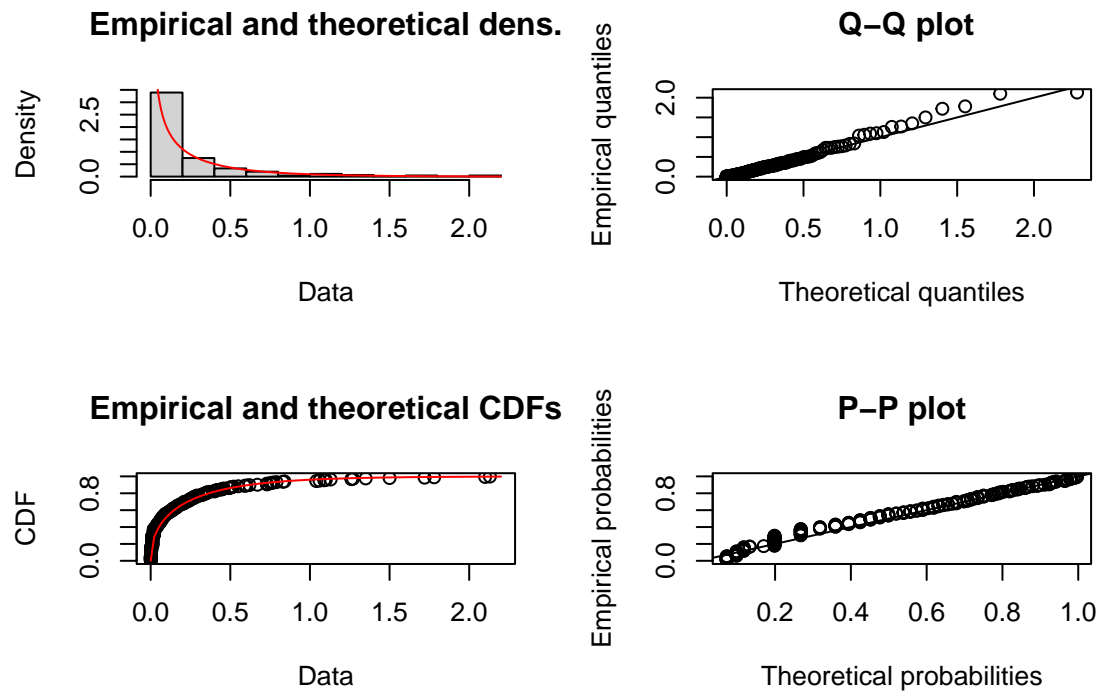 Empirical and theoretical dens.
Density
0.0 2.5
0.0 0.5 1.0 1.5 2.0
Data
Q−Q plot
Empirical quantiles
0.0 2.0
0.0 0.5 1.0 1.5 2.0
Theoretical quantiles
Empirical and theoretical CDFs
CDF
0.0 0.8
0.0 0.5 1.0 1.5 2.0
Data
P−P plot
Empirical probabilities
0.0 0.8
0.2 0.4 0.6 0.8 1.0
Theoretical probabilities